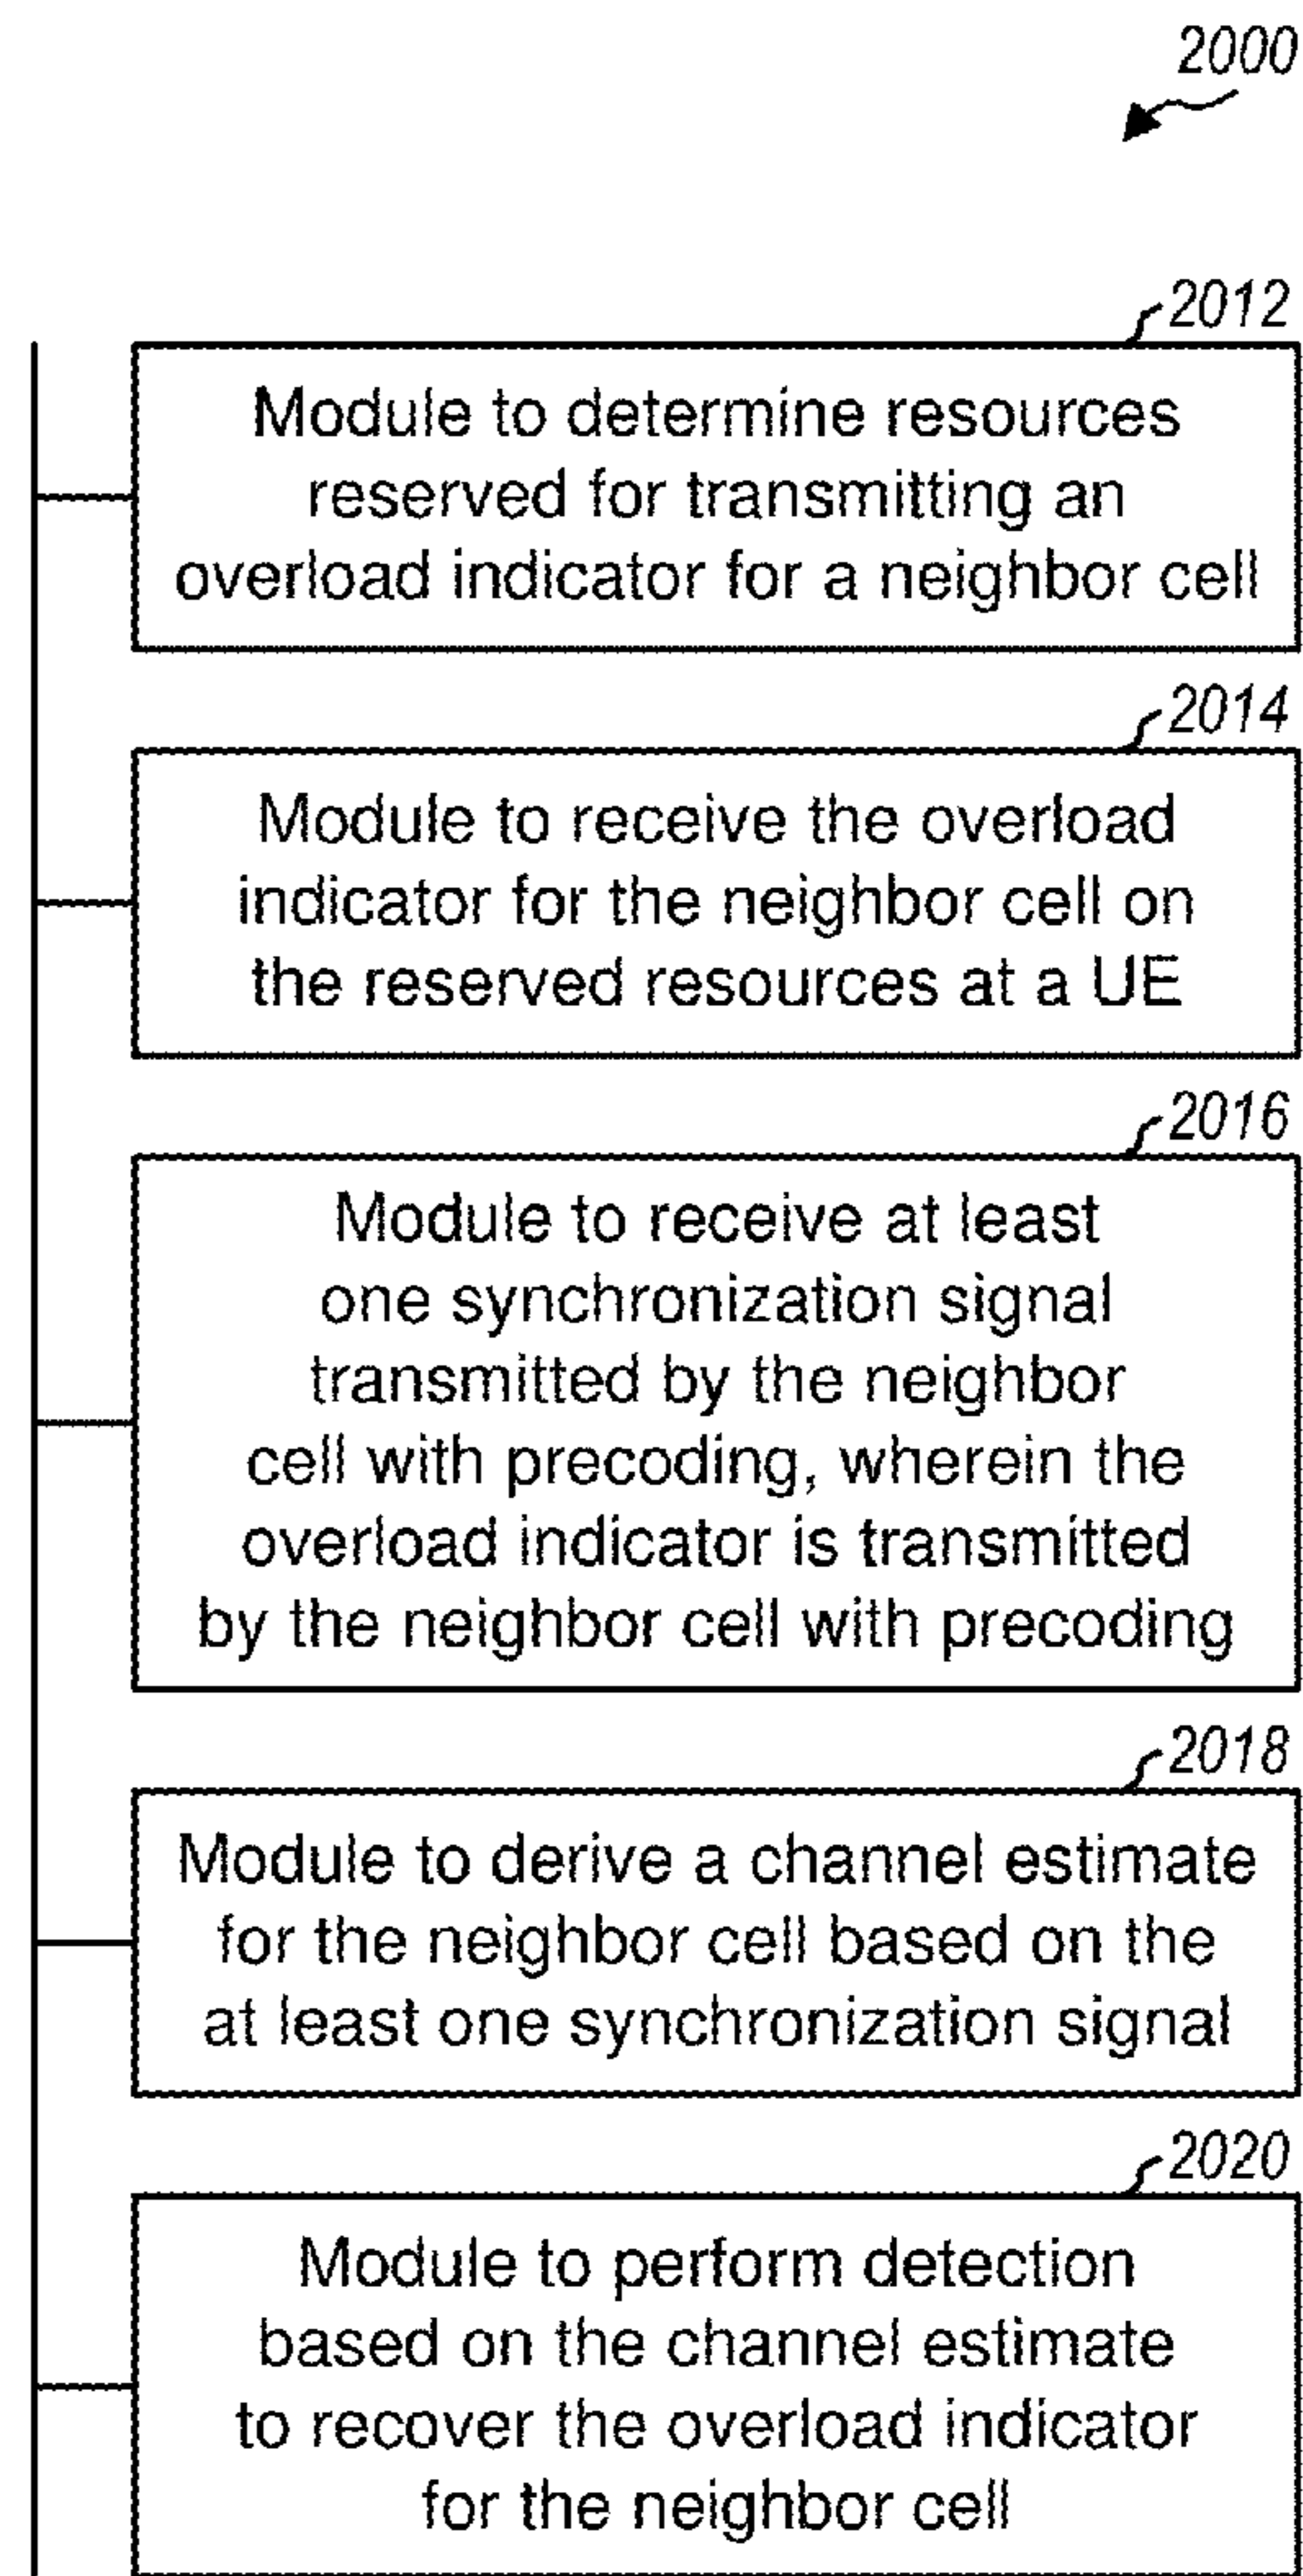 2000
2012
Module to determine resources
reserved for transmitting an
overload indicator for a neighbor cell
2014
Module to receive the overload
indicator for the neighbor cell on
the reserved resources at a UE
2016
Module to receive at least
one synchronization signal
transmitted by the neighbor
cell with precoding, wherein the
overload indicator is transmitted
by the neighbor cell with precoding
2018
Module to derive a channel estimate
for the neighbor cell based on the
at least one synchronization signal
2020
Module to perform detection
based on the channel estimate
to recover the overload indicator
for the neighbor cell